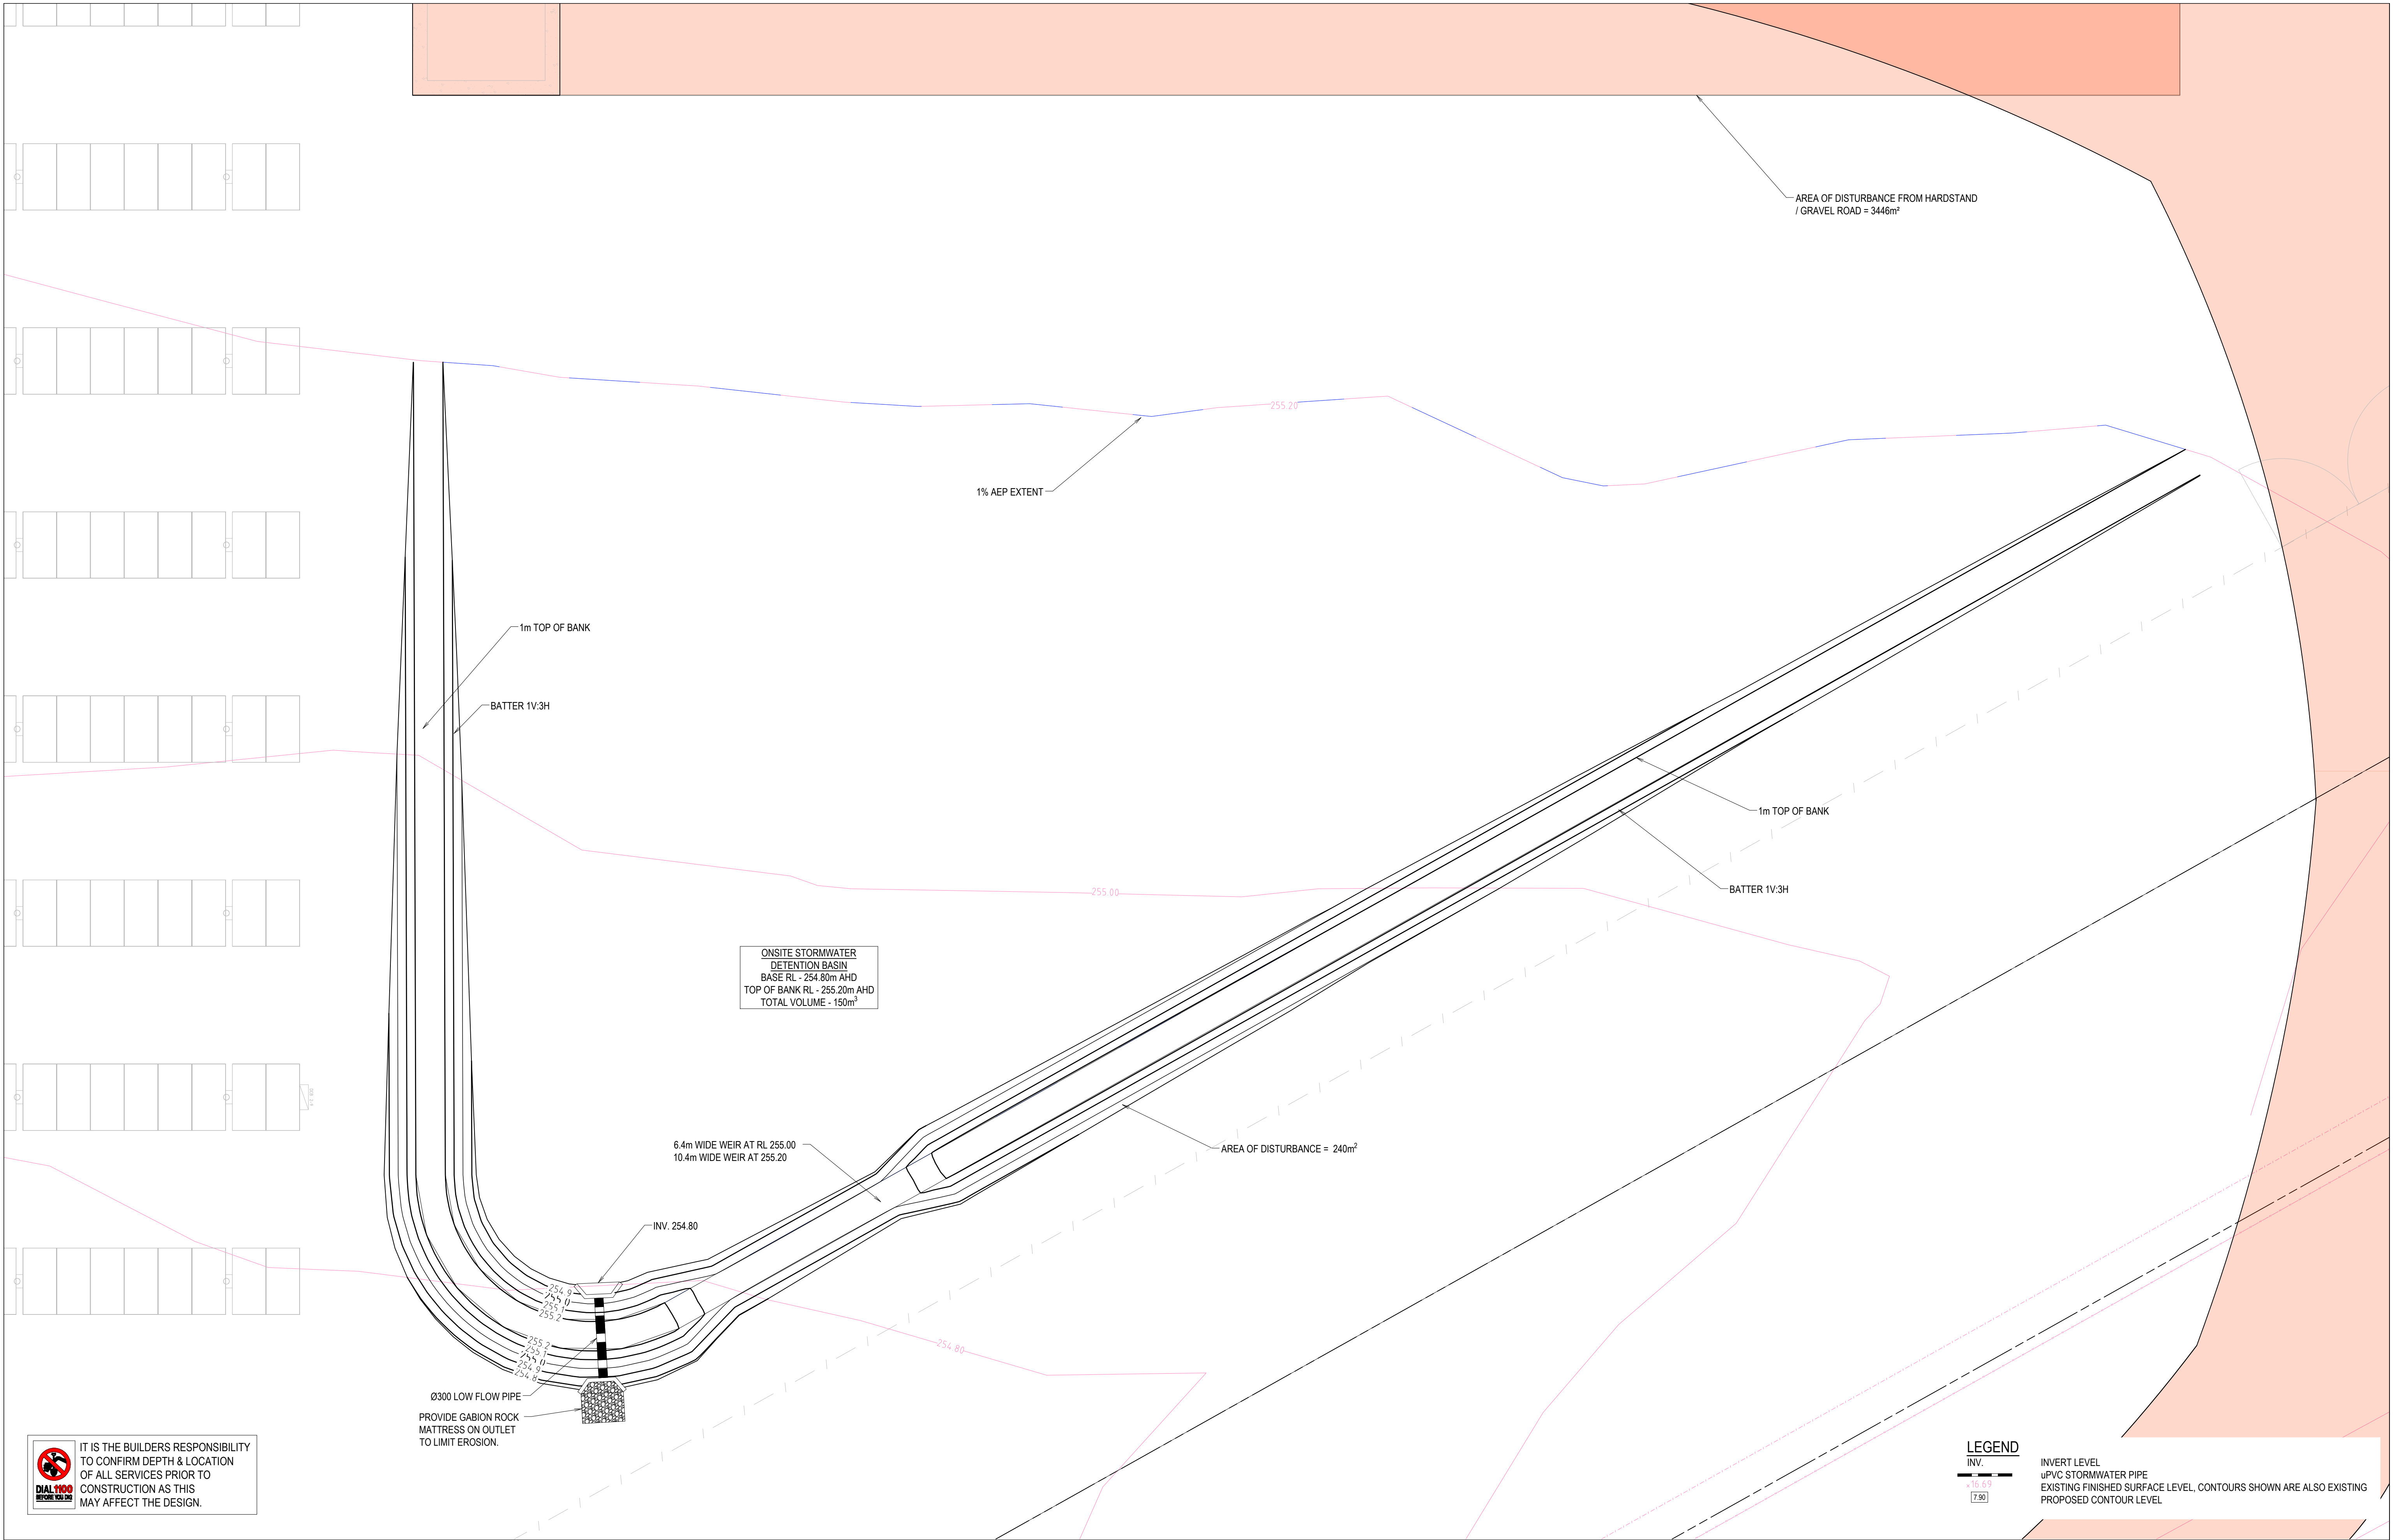 AREA OF DISTURBANCE FROM HARDSTAND
/ GRAVEL ROAD = 3446m²
255.20
1% AEP EXTENT
1m TOP OF BANK
BATTER 1V:3H
1m TOP OF BANK
BATTER 1V:3H
255.00
ONSITE STORMWATER
DETENTION BASIN
BASE RL - 254.80m AHD
TOP OF BANK RL - 255.20m AHD
TOTAL VOLUME - 150m³
6.4m WIDE WEIR AT RL 255.00
10.4m WIDE WEIR AT 255.20
AREA OF DISTURBANCE = 240m²
INV. 254.80
254.9
255.0
255.1
255.2
255.2
255.1
255.0
254.9
254.8
254.80
Ø300 LOW FLOW PIPE
PROVIDE GABION ROCK
MATTRESS ON OUTLET
TO LIMIT EROSION.
IT IS THE BUILDERS RESPONSIBILITY
TO CONFIRM DEPTH & LOCATION
OF ALL SERVICES PRIOR TO
CONSTRUCTION AS THIS
MAY AFFECT THE DESIGN.
DIAL 1100
BEFORE YOU DIG
LEGEND
INV. INVERT LEVEL
uPVC STORMWATER PIPE
16.69 EXISTING FINISHED SURFACE LEVEL, CONTOURS SHOWN ARE ALSO EXISTING
7.90 PROPOSED CONTOUR LEVEL